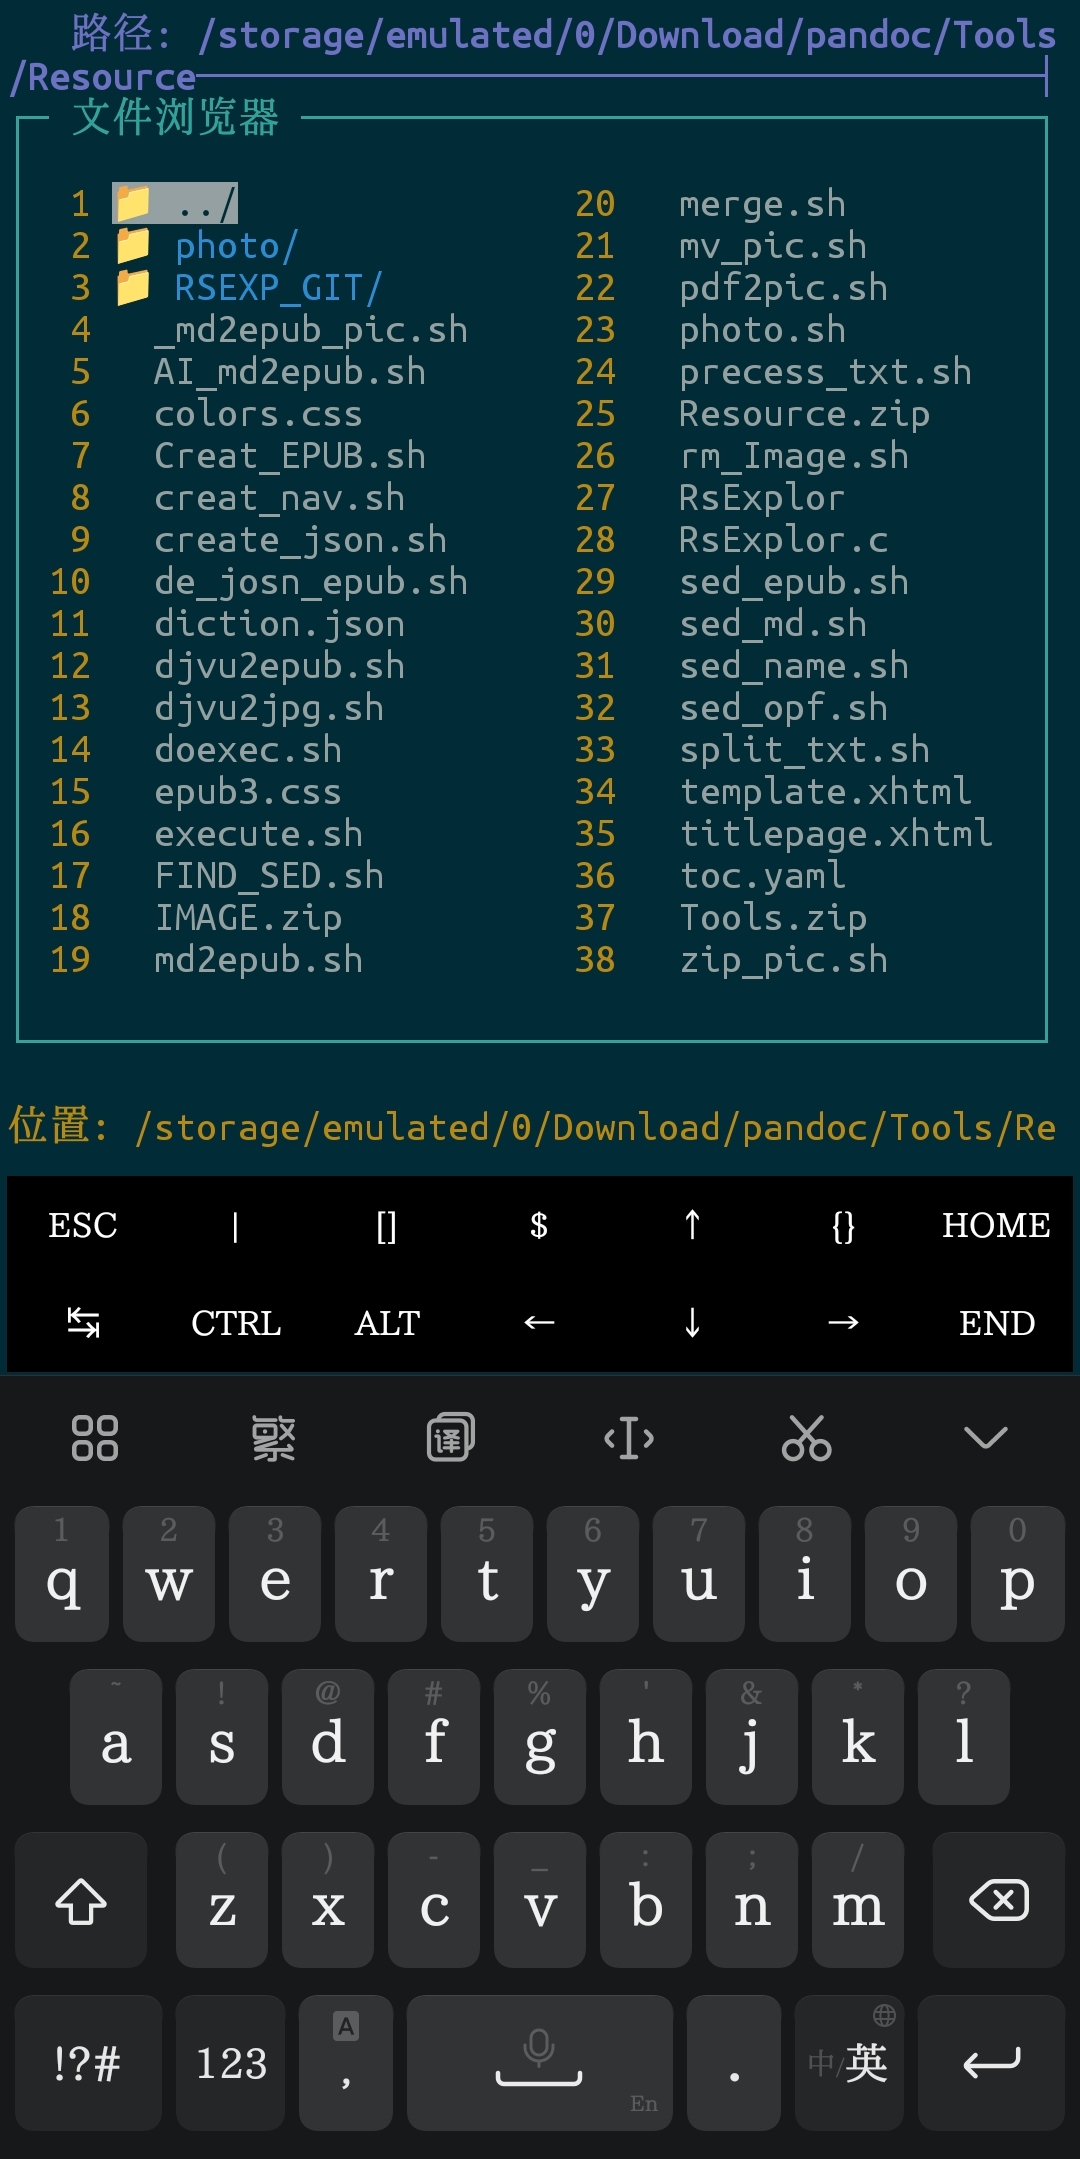 路径: /storage/emulated/0/Download/pandoc/Tools
/Resource
文件浏览器
1 📁 ../
2 📁 photo/
3 📁 RSEXP_GIT/
4 _md2epub_pic.sh
5 AI_md2epub.sh
6 colors.css
7 Creat_EPUB.sh
8 creat_nav.sh
9 create_json.sh
10 de_josn_epub.sh
11 diction.json
12 djvu2epub.sh
13 djvu2jpg.sh
14 doexec.sh
15 epub3.css
16 execute.sh
17 FIND_SED.sh
18 IMAGE.zip
19 md2epub.sh
20 merge.sh
21 mv_pic.sh
22 pdf2pic.sh
23 photo.sh
24 precess_txt.sh
25 Resource.zip
26 rm_Image.sh
27 RsExplor
28 RsExplor.c
29 sed_epub.sh
30 sed_md.sh
31 sed_name.sh
32 sed_opf.sh
33 split_txt.sh
34 template.xhtml
35 titlepage.xhtml
36 toc.yaml
37 Tools.zip
38 zip_pic.sh
位置: /storage/emulated/0/Download/pandoc/Tools/Re
ESC | [] $ ↑ {} HOME
↹ CTRL ALT ← ↓ → END
繁 译
1 2 3 4 5 6 7 8 9 0
q w e r t y u i o p
~ ! @ # % ' & * ?
a s d f g h j k l
( ) - _ : ; /
z x c v b n m
A
!?# 123 , . 中/英
En